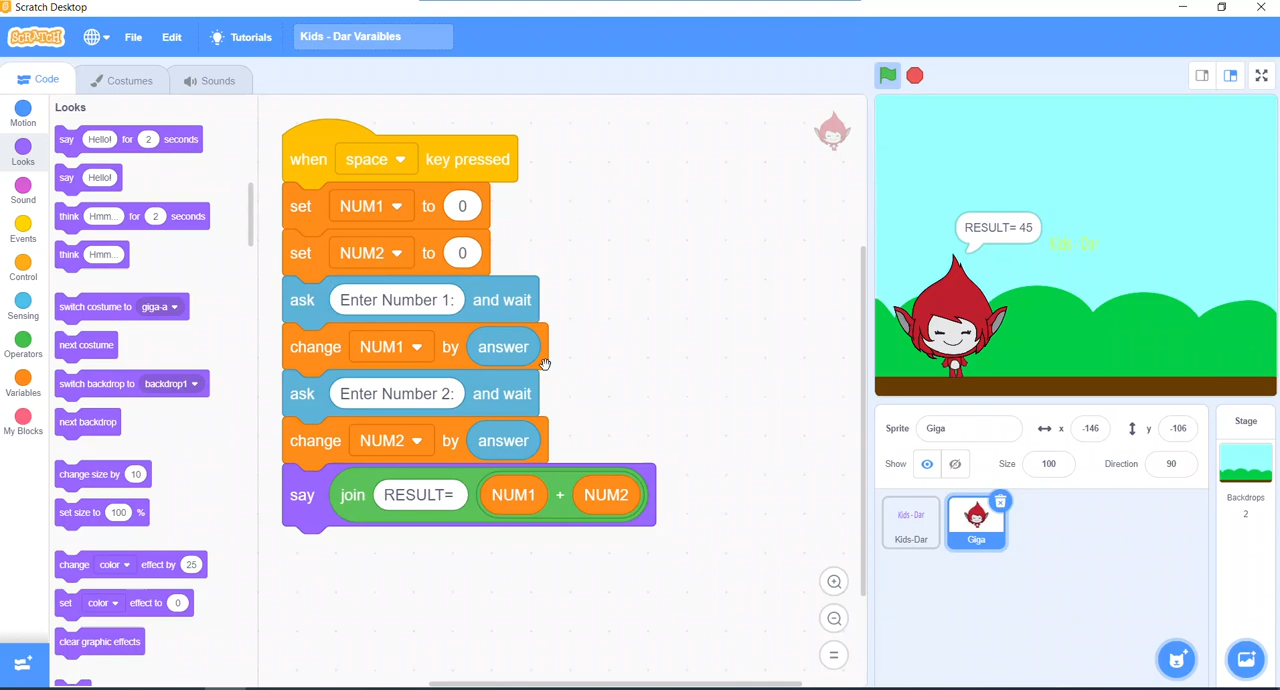 Scratch Desktop
SCRATCH File Edit Tutorials Kids - Dar Varaibles
Code Costumes Sounds
Motion
Looks
Sound
Events
Control
Sensing
Operators
Variables
My Blocks
Looks
say Hello! for 2 seconds
say Hello!
think Hmm... for 2 seconds
think Hmm...
switch costume to giga-a
next costume
switch backdrop to backdrop1
next backdrop
change size by 10
set size to 100 %
change color effect by 25
set color effect to 0
clear graphic effects
when space key pressed
set NUM1 to 0
set NUM2 to 0
ask Enter Number 1: and wait
change NUM1 by answer
ask Enter Number 2: and wait
change NUM2 by answer
say join RESULT= NUM1 + NUM2
RESULT= 45
Kids - Dar
Sprite Giga x -146 y -106
Show Size 100 Direction 90
Kids - Dar
Kids-Dar
Giga
Stage
Backdrops
2